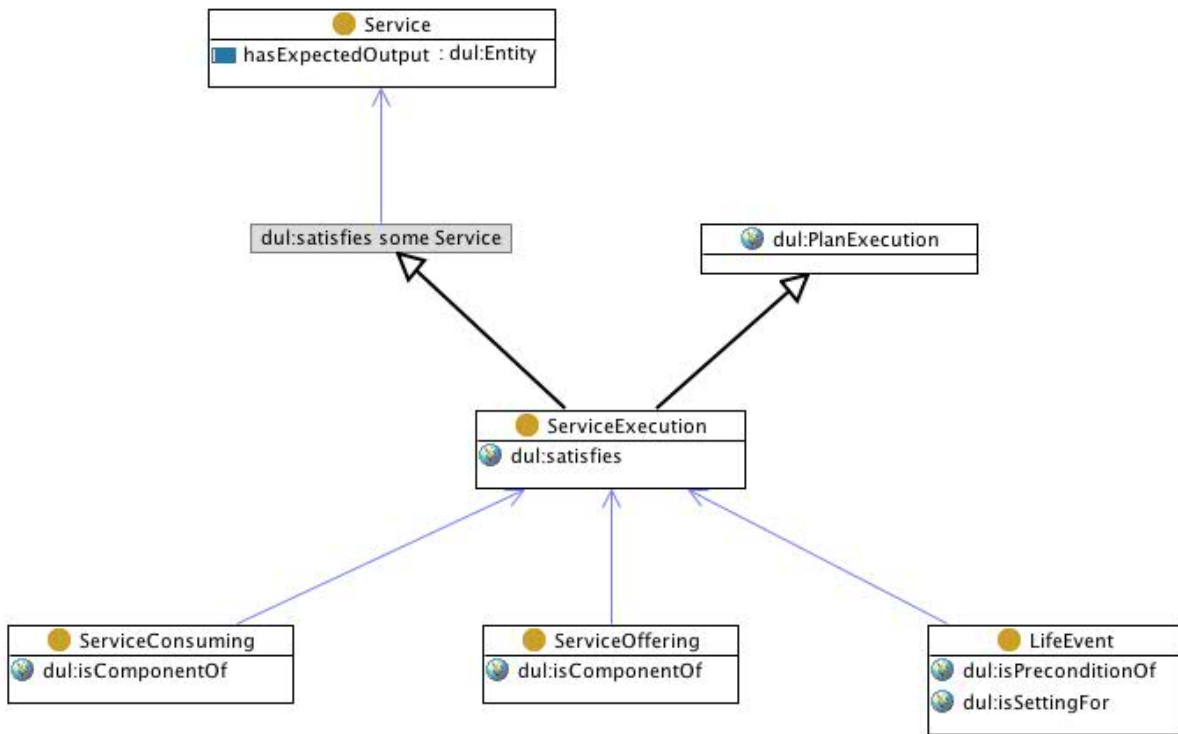 Service
hasExpectedOutput : dul:Entity
dul:satisfies some Service
dul:PlanExecution
ServiceExecution
dul:satisfies
ServiceConsuming
dul:isComponentOf
ServiceOffering
dul:isComponentOf
LifeEvent
dul:isPreconditionOf
dul:isSettingFor